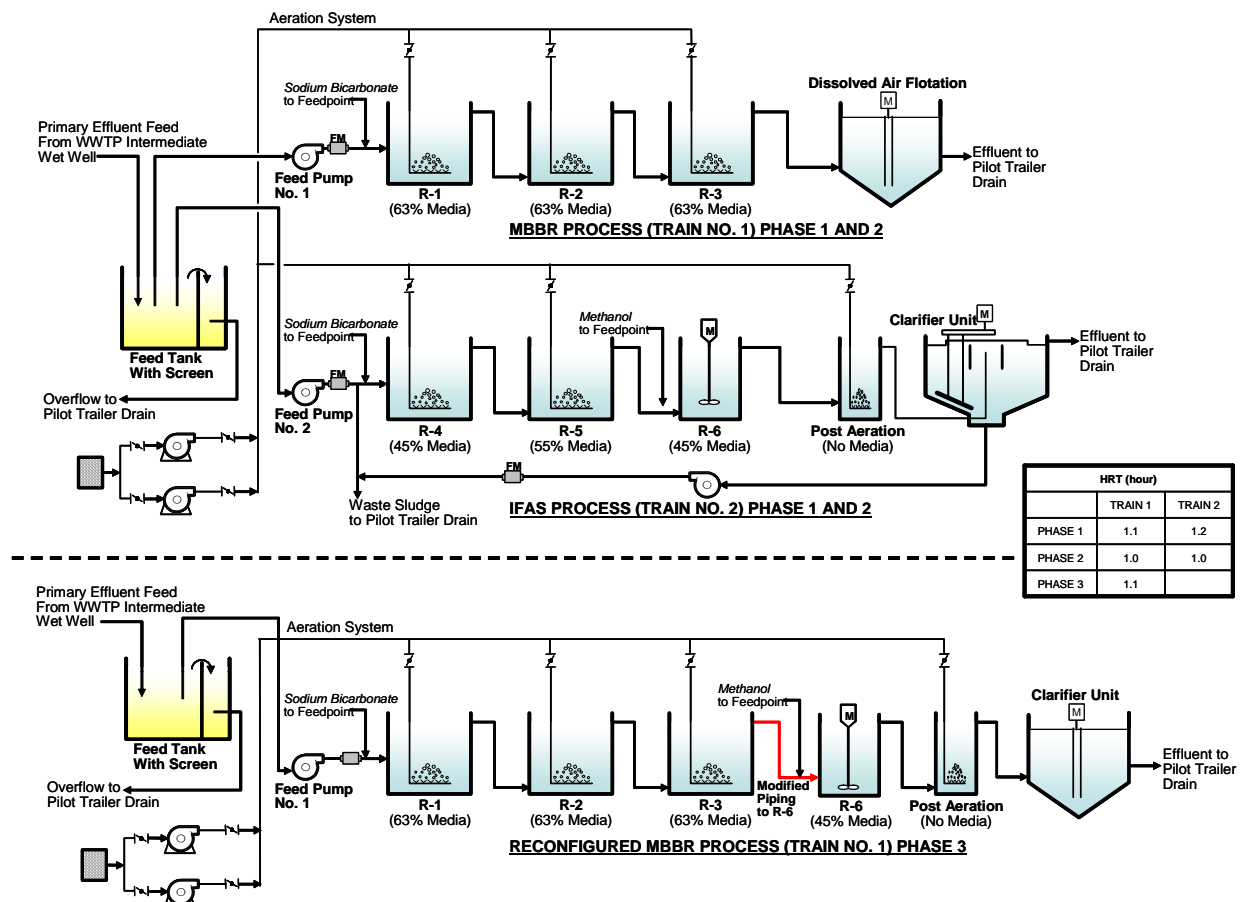 Aeration System
Sodium Bicarbonate
to Feedpoint
Dissolved Air Flotation
M
Primary Effluent Feed
From WWTP Intermediate
Wet Well
FM
Feed Pump
No. 1
R-1
(63% Media)
R-2
(63% Media)
R-3
(63% Media)
Effluent to
Pilot Trailer
Drain
MBBR PROCESS (TRAIN NO. 1) PHASE 1 AND 2
Feed Tank
With Screen
Overflow to
Pilot Trailer Drain
Sodium Bicarbonate
to Feedpoint
Methanol
to Feedpoint
M
Clarifier Unit
M
Effluent to
Pilot Trailer
Drain
FM
Feed Pump
No. 2
R-4
(45% Media)
R-5
(55% Media)
R-6
(45% Media)
Post Aeration
(No Media)
FM
Waste Sludge
to Pilot Trailer Drain
IFAS PROCESS (TRAIN NO. 2) PHASE 1 AND 2
HRT (hour)
TRAIN 1 TRAIN 2
PHASE 1 1.1 1.2
PHASE 2 1.0 1.0
PHASE 3 1.1
Primary Effluent Feed
From WWTP Intermediate
Wet Well
Aeration System
Feed Tank
With Screen
Overflow to
Pilot Trailer Drain
Sodium Bicarbonate
to Feedpoint
Feed Pump
No. 1
R-1
(63% Media)
R-2
(63% Media)
R-3
(63% Media)
Methanol
to Feedpoint
Modified
Piping
to R-6
M
R-6
(45% Media)
Post Aeration
(No Media)
Clarifier Unit
M
Effluent to
Pilot Trailer
Drain
RECONFIGURED MBBR PROCESS (TRAIN NO. 1) PHASE 3